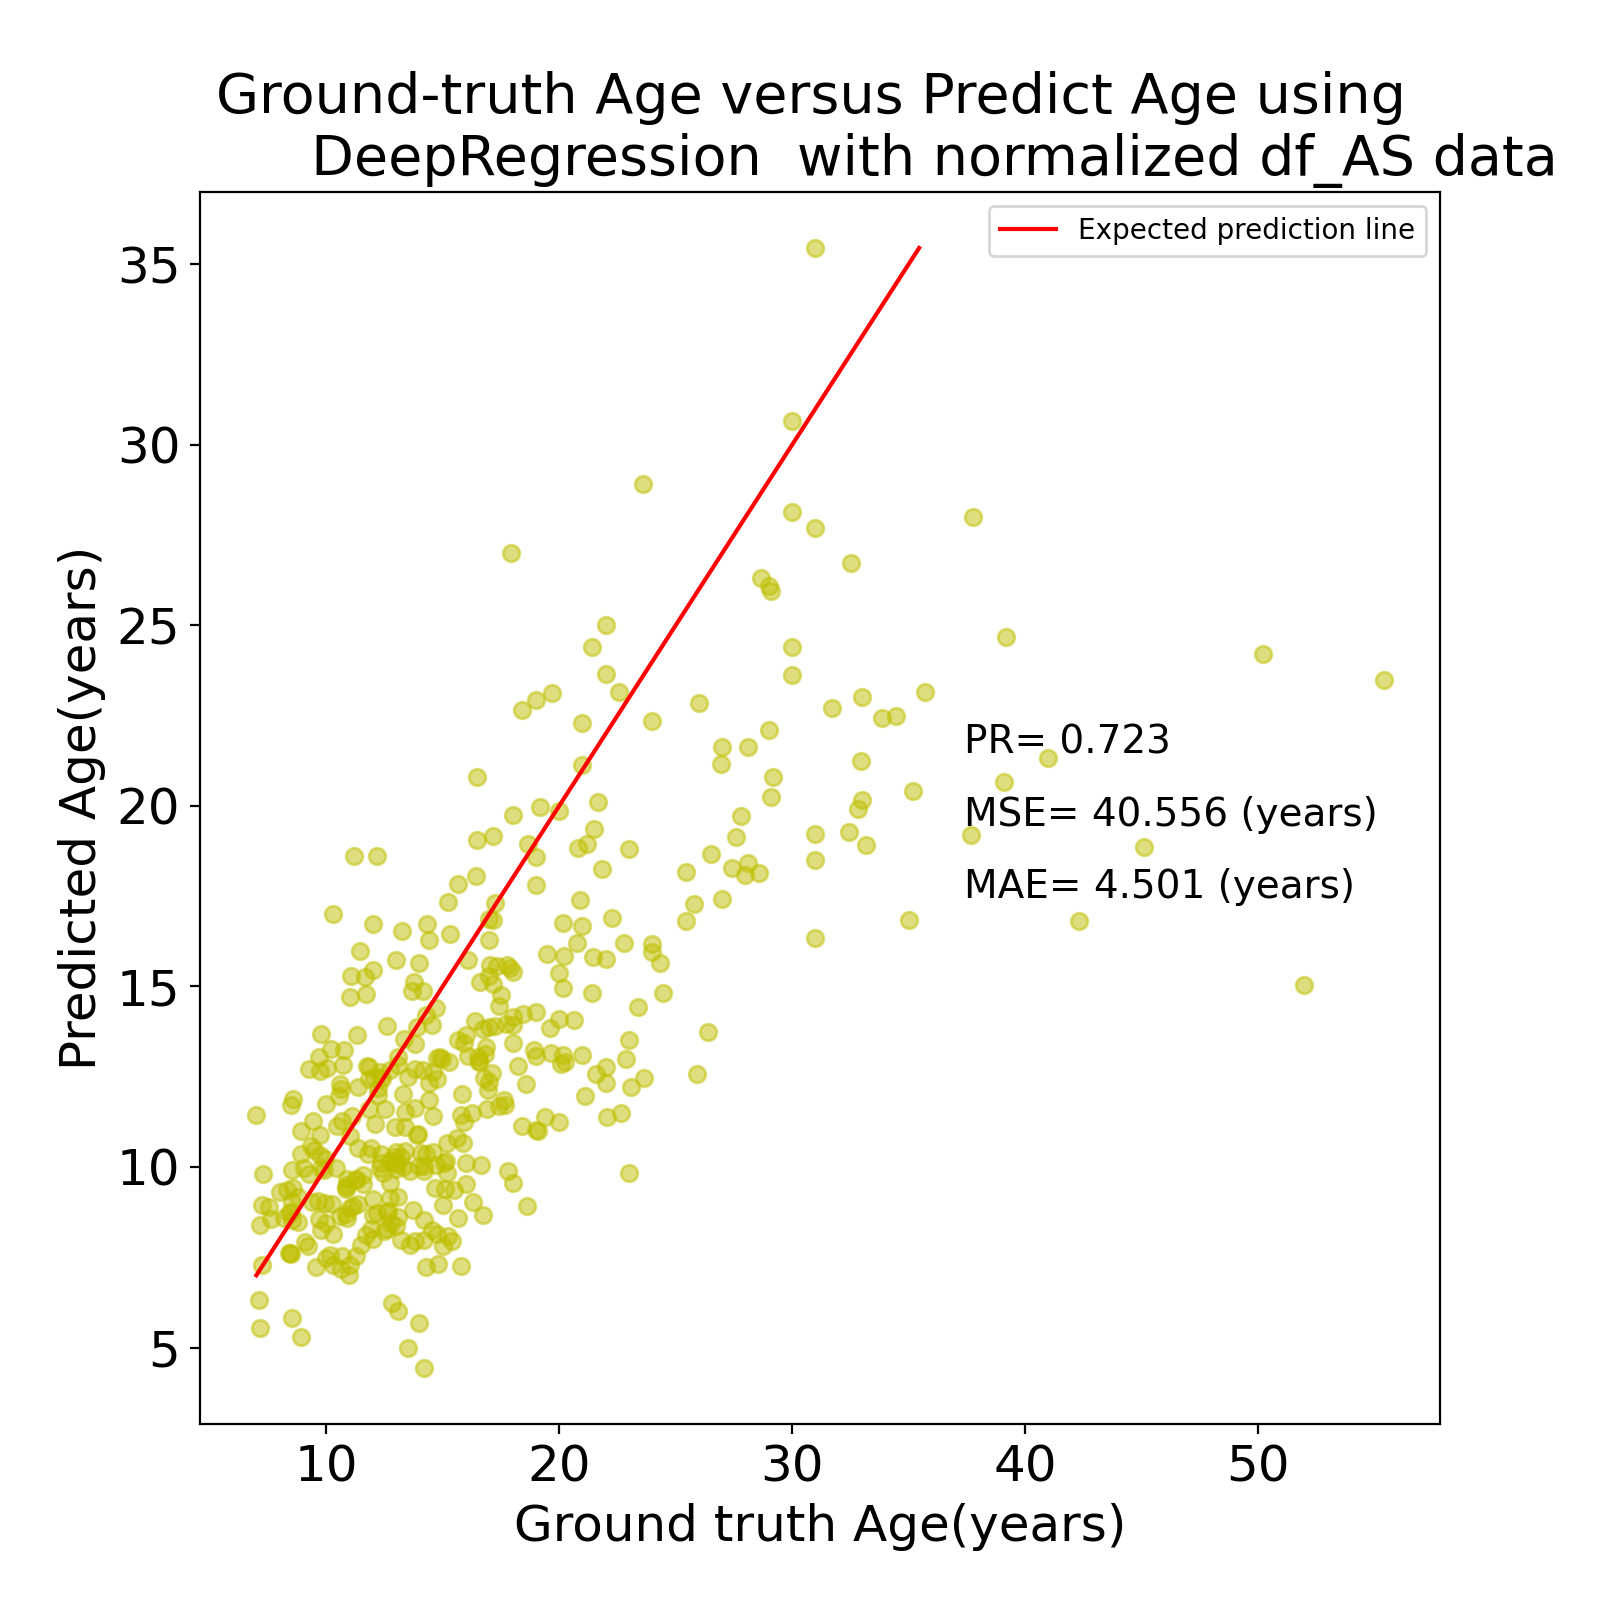 Ground-truth Age versus Predict Age using
DeepRegression  with normalized df_AS data
Expected prediction line
35
30
25
20
15
10
5
Predicted Age(years)
PR= 0.723
MSE= 40.556 (years)
MAE= 4.501 (years)
10 20 30 40 50
Ground truth Age(years)